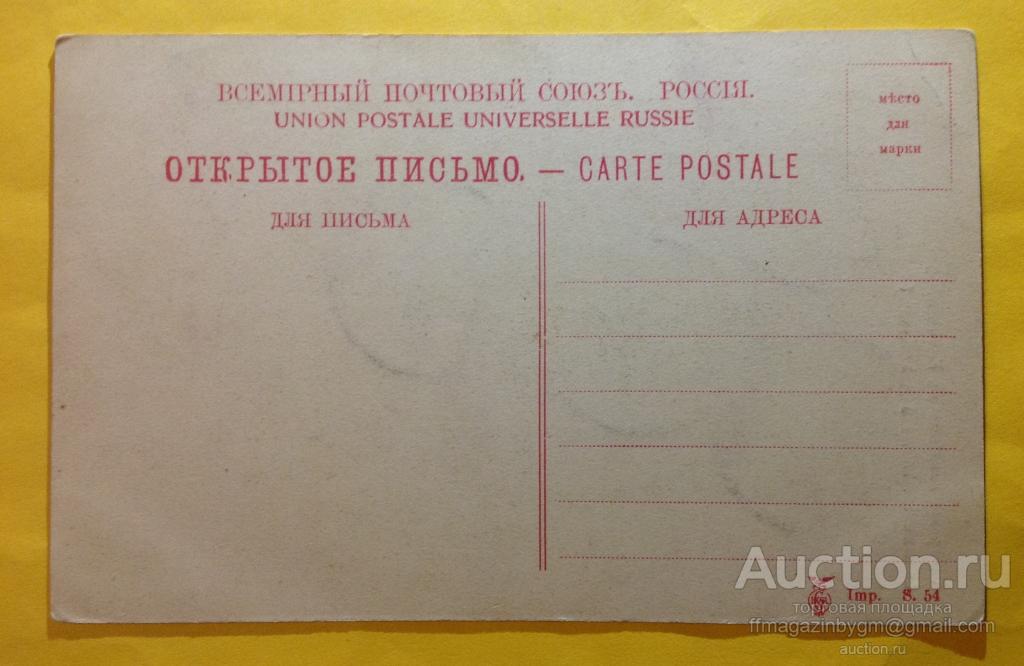 ВСЕМІРНЫЙ ПОЧТОВЫЙ СОЮЗЪ. РОССІЯ.
UNION POSTALE UNIVERSELLE RUSSIE
ОТКРЫТОЕ ПИСЬМО. — CARTE POSTALE
мѣсто
для
марки
ДЛЯ ПИСЬМА
ДЛЯ АДРЕСА
Imp. S. 54
Auction.ru
торговая площадка
ffmagazinbygm@gmail.com
auction.ru